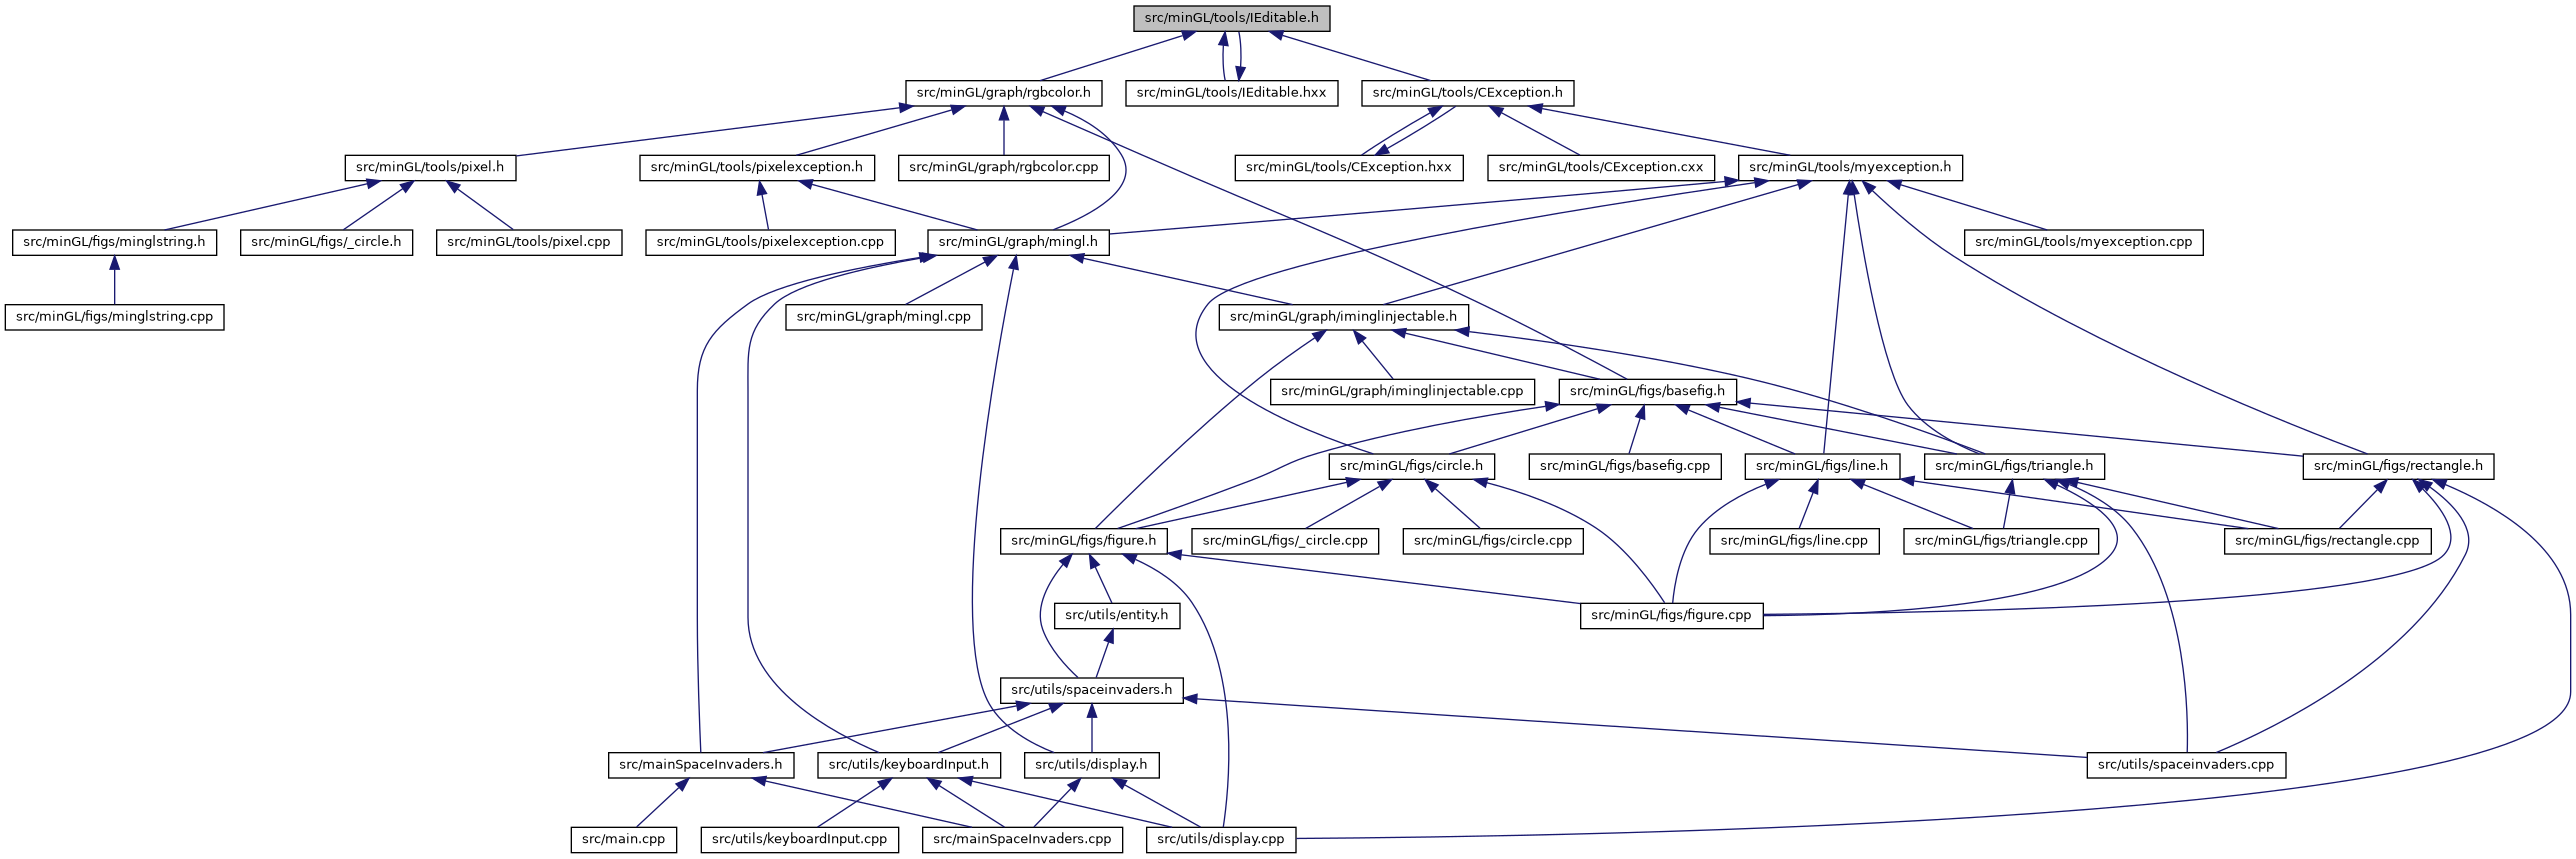 src/minGL/tools/IEditable.h
src/minGL/graph/rgbcolor.h
src/minGL/tools/IEditable.hxx
src/minGL/tools/CException.h
src/minGL/tools/pixel.h
src/minGL/tools/pixelexception.h
src/minGL/graph/rgbcolor.cpp
src/minGL/tools/CException.hxx
src/minGL/tools/CException.cxx
src/minGL/tools/myexception.h
src/minGL/figs/minglstring.h
src/minGL/figs/_circle.h
src/minGL/tools/pixel.cpp
src/minGL/tools/pixelexception.cpp
src/minGL/graph/mingl.h
src/minGL/tools/myexception.cpp
src/minGL/figs/minglstring.cpp
src/minGL/graph/mingl.cpp
src/minGL/graph/iminglinjectable.h
src/minGL/graph/iminglinjectable.cpp
src/minGL/figs/basefig.h
src/minGL/figs/circle.h
src/minGL/figs/basefig.cpp
src/minGL/figs/line.h
src/minGL/figs/triangle.h
src/minGL/figs/rectangle.h
src/minGL/figs/figure.h
src/minGL/figs/_circle.cpp
src/minGL/figs/circle.cpp
src/minGL/figs/line.cpp
src/minGL/figs/triangle.cpp
src/minGL/figs/rectangle.cpp
src/utils/entity.h
src/minGL/figs/figure.cpp
src/utils/spaceinvaders.h
src/mainSpaceInvaders.h
src/utils/keyboardInput.h
src/utils/display.h
src/utils/spaceinvaders.cpp
src/main.cpp
src/utils/keyboardInput.cpp
src/mainSpaceInvaders.cpp
src/utils/display.cpp